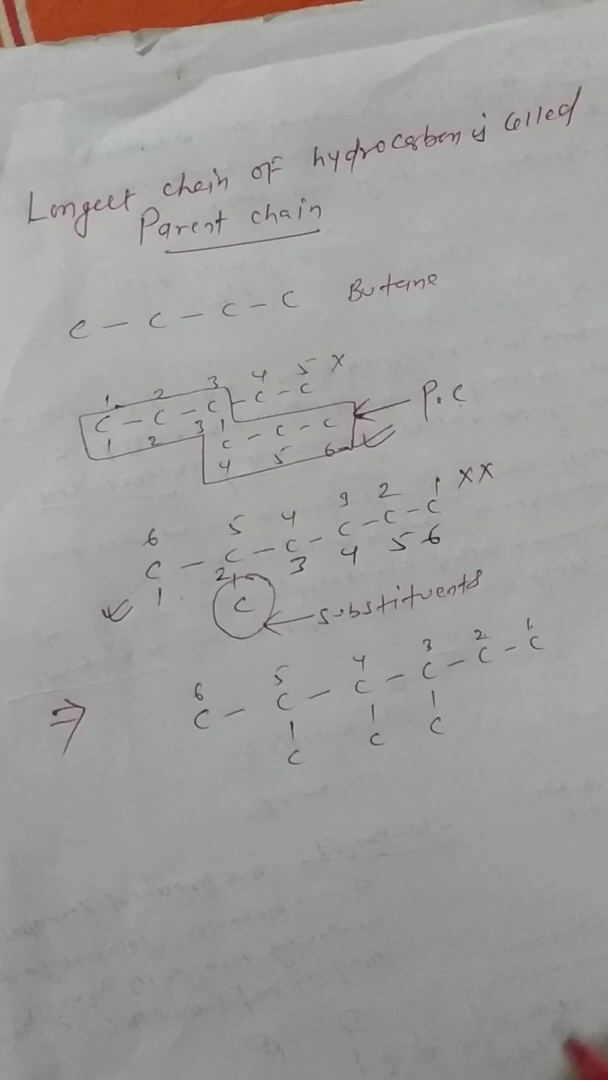 Longest chain of hydrocarbon is called
Parent chain
C - C - C - C Butane
1 2 3 4 5 X
C - C - C - C - C
1 2 3 C - C - C P.C
4 5 6
6 5 4 3 2 1 XX
C - C - C - C - C - C
1 2 3 4 5 6
C substituents
6 5 4 3 2 1
⇒ C - C - C - C - C - C
C C C